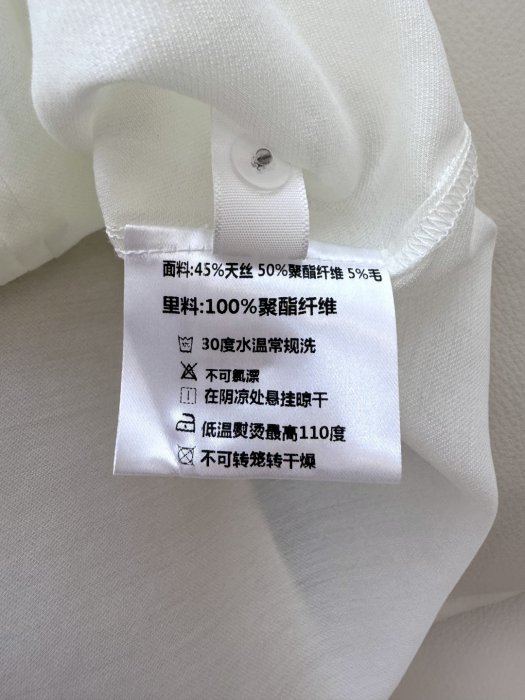 面料:45%天丝 50%聚酯纤维 5%毛
里料:100%聚酯纤维
30度水温常规洗
不可氯漂
在阴凉处悬挂晾干
低温熨烫最高110度
不可转笼转干燥